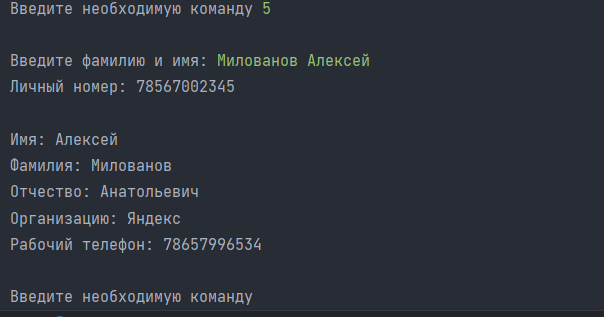 Введите необходимую команду 5
Введите фамилию и имя: Милованов Алексей
Личный номер: 78567002345
Имя: Алексей
Фамилия: Милованов
Отчество: Анатольевич
Организацию: Яндекс
Рабочий телефон: 78657996534
Введите необходимую команду